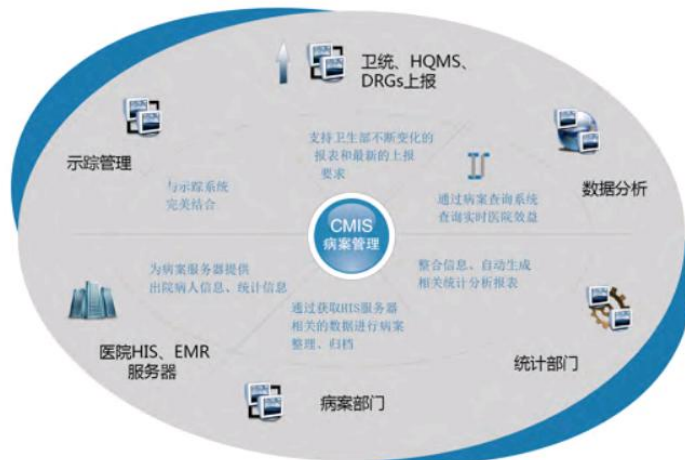 卫统、HQMS、
DRGs上报
示踪管理
支持卫生部不断变化的
报表和最新的上报
要求
数据分析
与示踪系统
完美结合
通过病案查询系统
查询实时医院效益
CMIS
病案管理
为病案服务器提供
出院病人信息、统计信息
整合信息、自动生成
相关统计分析报表
通过获取HIS服务器
相关的数据进行病案
整理、归档
医院HIS、EMR
服务器
统计部门
病案部门